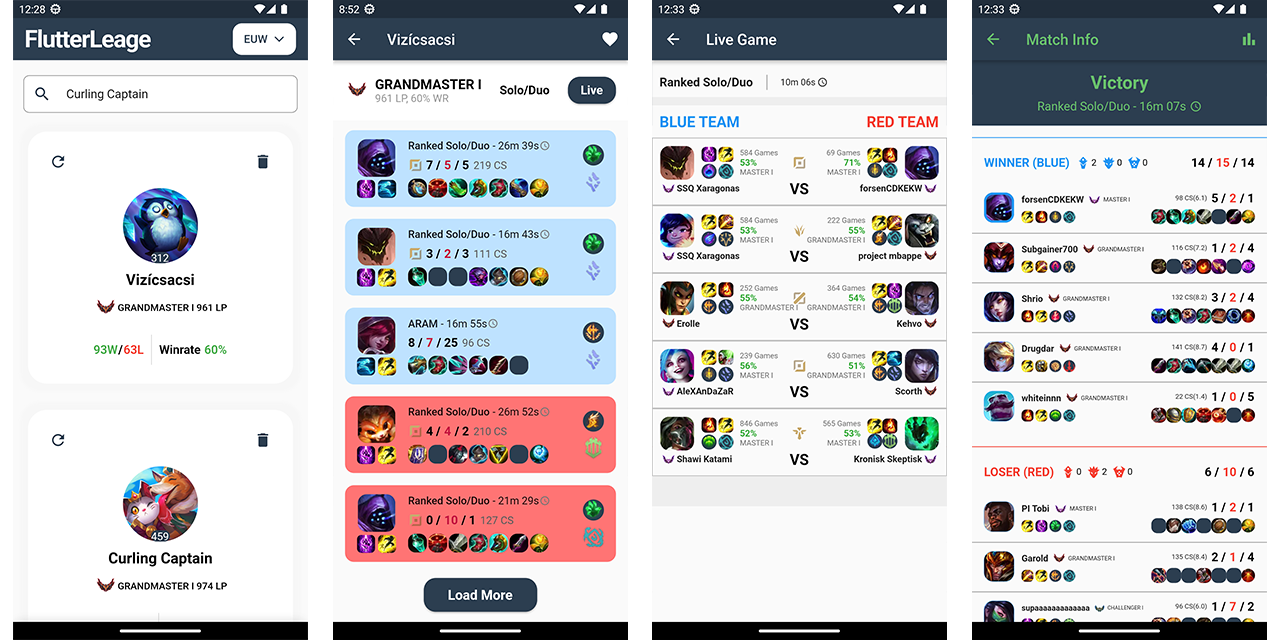 12:28
FlutterLeage
EUW
Curling Captain
312
Vizícsacsi
GRANDMASTER I 961 LP
93W/63L
Winrate 60%
459
Curling Captain
GRANDMASTER I 974 LP
8:52
Vizícsacsi
GRANDMASTER I
961 LP, 60% WR
Solo/Duo
Live
Ranked Solo/Duo - 26m 39s
7 / 5 / 5 219 CS
Ranked Solo/Duo - 16m 43s
3 / 2 / 3 111 CS
ARAM - 16m 55s
8 / 7 / 25 96 CS
Ranked Solo/Duo - 26m 52s
4 / 4 / 2 210 CS
Ranked Solo/Duo - 21m 29s
0 / 10 / 1 127 CS
Load More
12:33
Live Game
Ranked Solo/Duo
10m 06s
BLUE TEAM
RED TEAM
584 Games
53%
MASTER I
SSQ Xaragonas
VS
69 Games
71%
MASTER I
forsenCDKEKW
584 Games
53%
MASTER I
SSQ Xaragonas
VS
222 Games
55%
GRANDMASTER I
project mbappe
252 Games
55%
GRANDMASTER I
Erolle
VS
364 Games
54%
GRANDMASTER I
Kehvo
239 Games
56%
MASTER I
AleXAnDaZaR
VS
630 Games
51%
GRANDMASTER I
Scorth
846 Games
52%
MASTER I
Shawi Katami
VS
565 Games
53%
MASTER I
Kronisk Skeptisk
12:33
Match Info
Victory
Ranked Solo/Duo - 16m 07s
WINNER (BLUE) 2 0 0 14 / 15 / 14
forsenCDKEKW MASTER I 98 CS(6.1) 5 / 2 / 1
Subgainer700 GRANDMASTER I 116 CS(7.2) 1 / 2 / 4
Shrio GRANDMASTER I 132 CS(8.2) 3 / 2 / 4
Drugdar GRANDMASTER I 141 CS(8.7) 4 / 0 / 1
whiteinnn GRANDMASTER I 22 CS(1.4) 1 / 0 / 5
LOSER (RED) 0 2 0 6 / 10 / 6
PI Tobi MASTER I 138 CS(8.6) 1 / 2 / 1
Garold GRANDMASTER I 135 CS(8.4) 2 / 1 / 4
supaaaaaaaaaaaaa CHALLENGER I 96 CS(6.0) 1 / 7 / 2